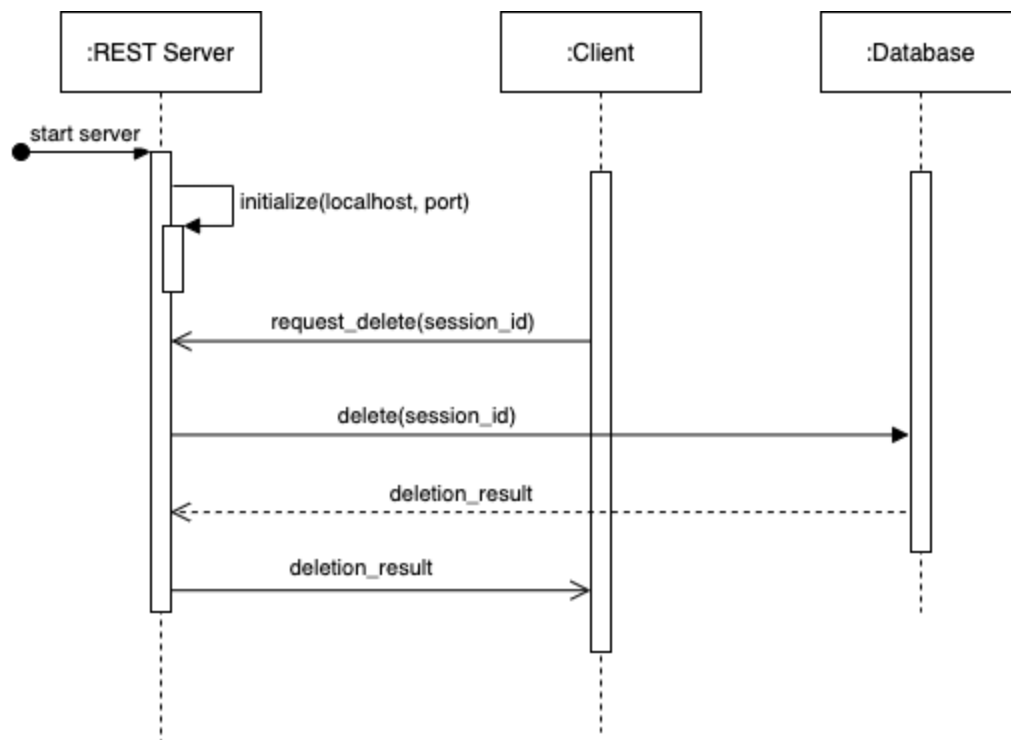 :REST Server
:Client
:Database
start server
initialize(localhost, port)
request_delete(session_id)
delete(session_id)
deletion_result
deletion_result